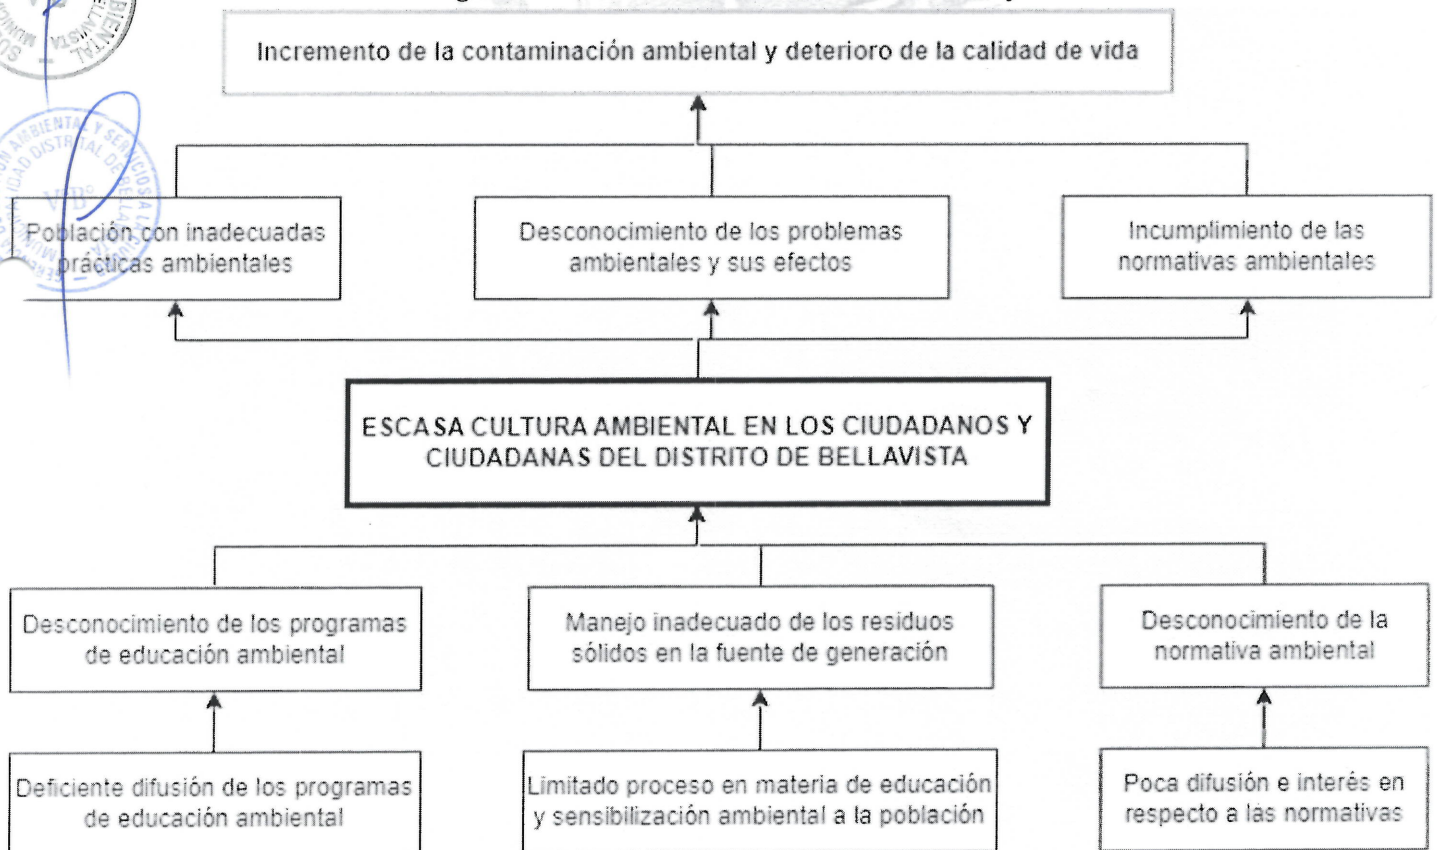 Incremento de la contaminación ambiental y deterioro de la calidad de vida
Población con inadecuadas
prácticas ambientales
Desconocimiento de los problemas
ambientales y sus efectos
Incumplimiento de las
normativas ambientales
ESCASA CULTURA AMBIENTAL EN LOS CIUDADANOS Y
CIUDADANAS DEL DISTRITO DE BELLAVISTA
Desconocimiento de los programas
de educación ambiental
Manejo inadecuado de los residuos
sólidos en la fuente de generación
Desconocimiento de la
normativa ambiental
Deficiente difusión de los programas
de educación ambiental
Limitado proceso en materia de educación
y sensibilización ambiental a la población
Poca difusión e interés en
respecto a las normativas
V°B°